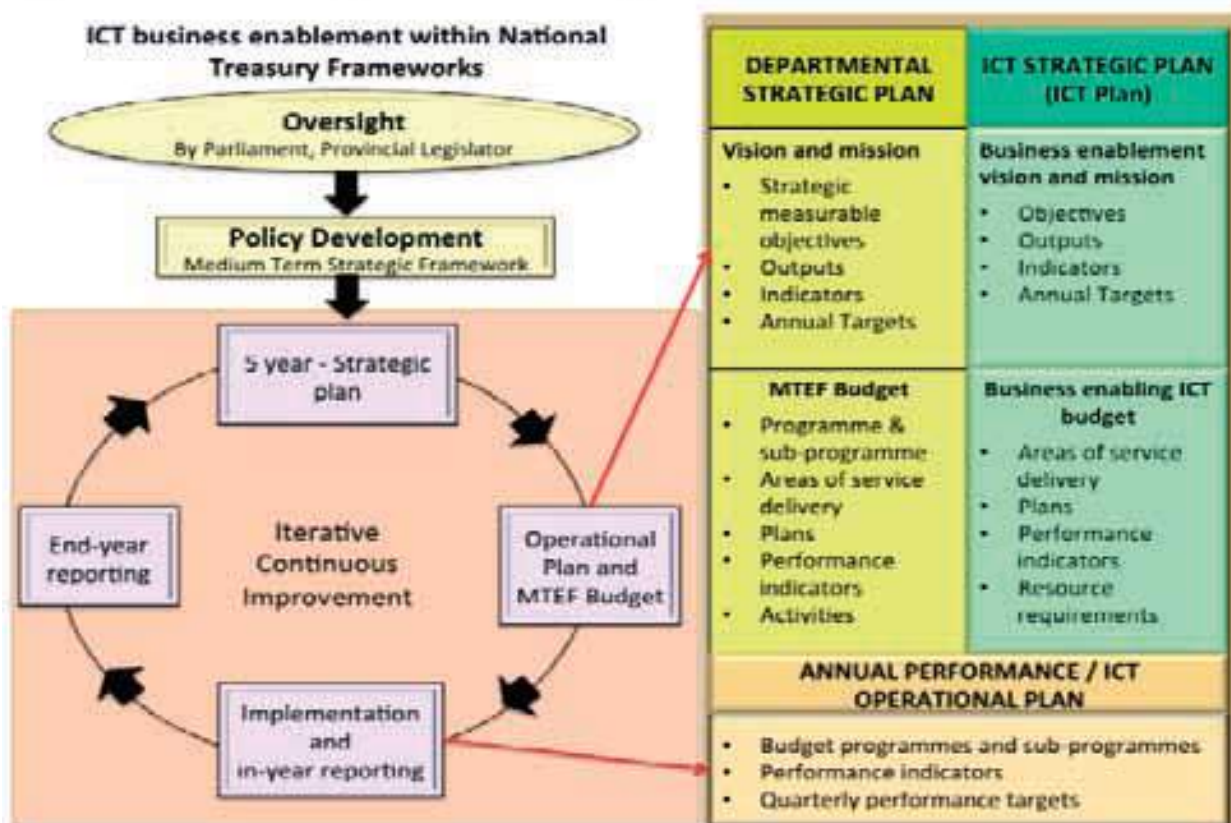 ICT business enablement within National
Treasury Frameworks
Oversight
By Parliament, Provincial Legislator
Policy Development
Medium Term Strategic Framework
5 year - Strategic
plan
Operational
Plan and
MTEF Budget
Implementation
and
in-year reporting
End-year
reporting
Iterative
Continuous
Improvement
DEPARTMENTAL
STRATEGIC PLAN
Vision and mission
• Strategic
measurable
objectives
• Outputs
• Indicators
• Annual Targets
MTEF Budget
• Programme &
sub-programme
• Areas of service
delivery
• Plans
• Performance
indicators
• Activities
ICT STRATEGIC PLAN
(ICT Plan)
Business enablement
vision and mission
• Objectives
• Outputs
• Indicators
• Annual Targets
Business enabling ICT
budget
• Areas of service
delivery
• Plans
• Performance
indicators
• Resource
requirements
ANNUAL PERFORMANCE / ICT
OPERATIONAL PLAN
• Budget programmes and sub-programmes
• Performance indicators
• Quarterly performance targets